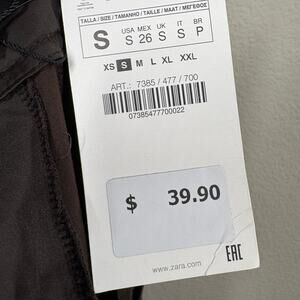 TALLA / SIZE / TAMANHO / TAILLE / MAAT /
S
USA MEX UK IT BR
S 26 S S P
XS S M L XL XXL
ART.: 7385 / 477 / 700
07385477700022
$ 39.90
EAC
www.zara.com